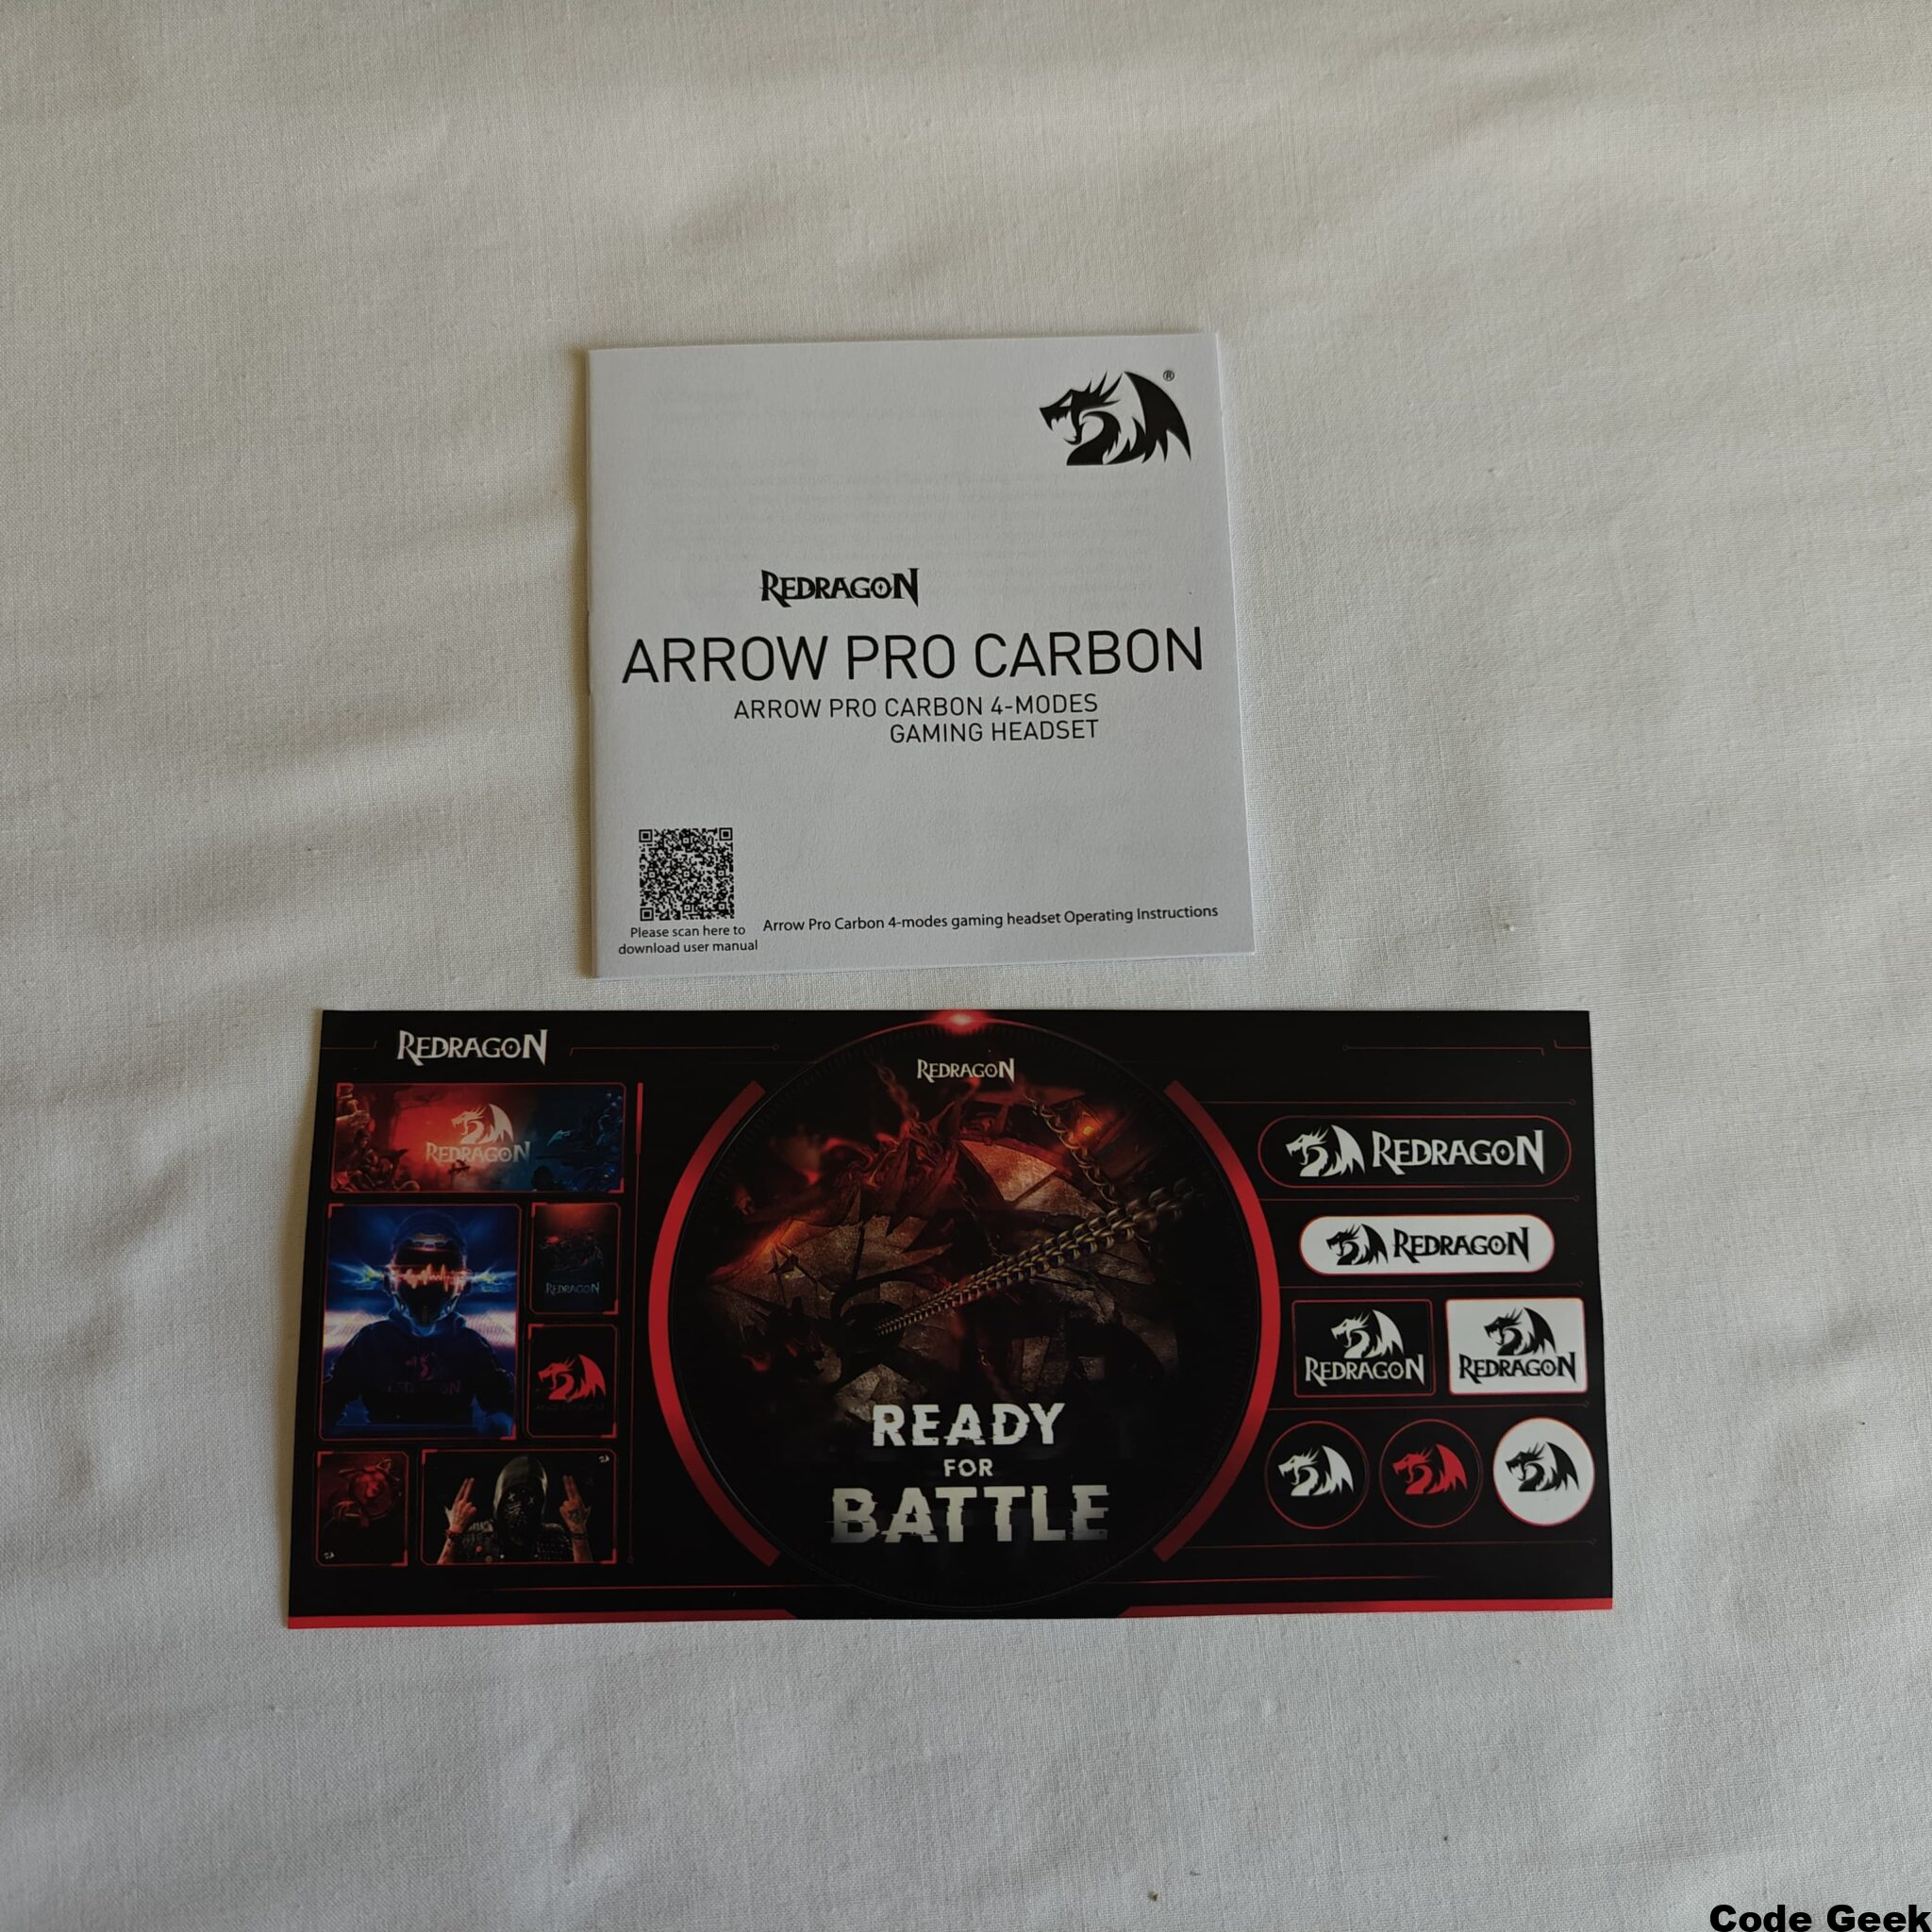 ®
REDRAGON
ARROW PRO CARBON
ARROW PRO CARBON 4-MODES
GAMING HEADSET
Please scan here to
download user manual
Arrow Pro Carbon 4-modes gaming headset Operating Instructions
REDRAGON
REDRAGON
REDRAGON
REDRAGON
READY
FOR
BATTLE
REDRAGON
REDRAGON
REDRAGON
REDRAGON
Code Geek